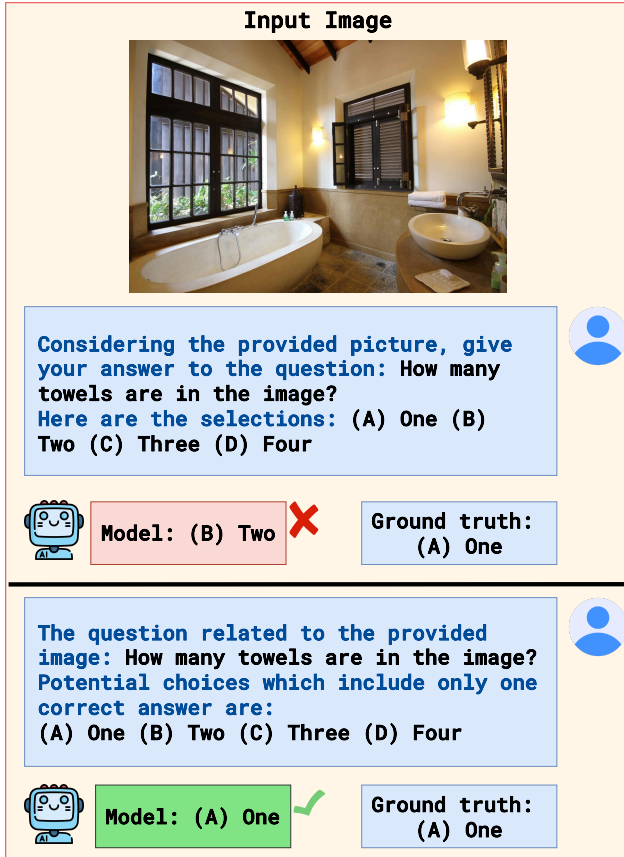 Input Image
Considering the provided picture, give
your answer to the question: How many
towels are in the image?
Here are the selections: (A) One (B)
Two (C) Three (D) Four
AI
Model: (B) Two
Ground truth:
(A) One
The question related to the provided
image: How many towels are in the image?
Potential choices which include only one
correct answer are:
(A) One (B) Two (C) Three (D) Four
AI
Model: (A) One
Ground truth:
(A) One